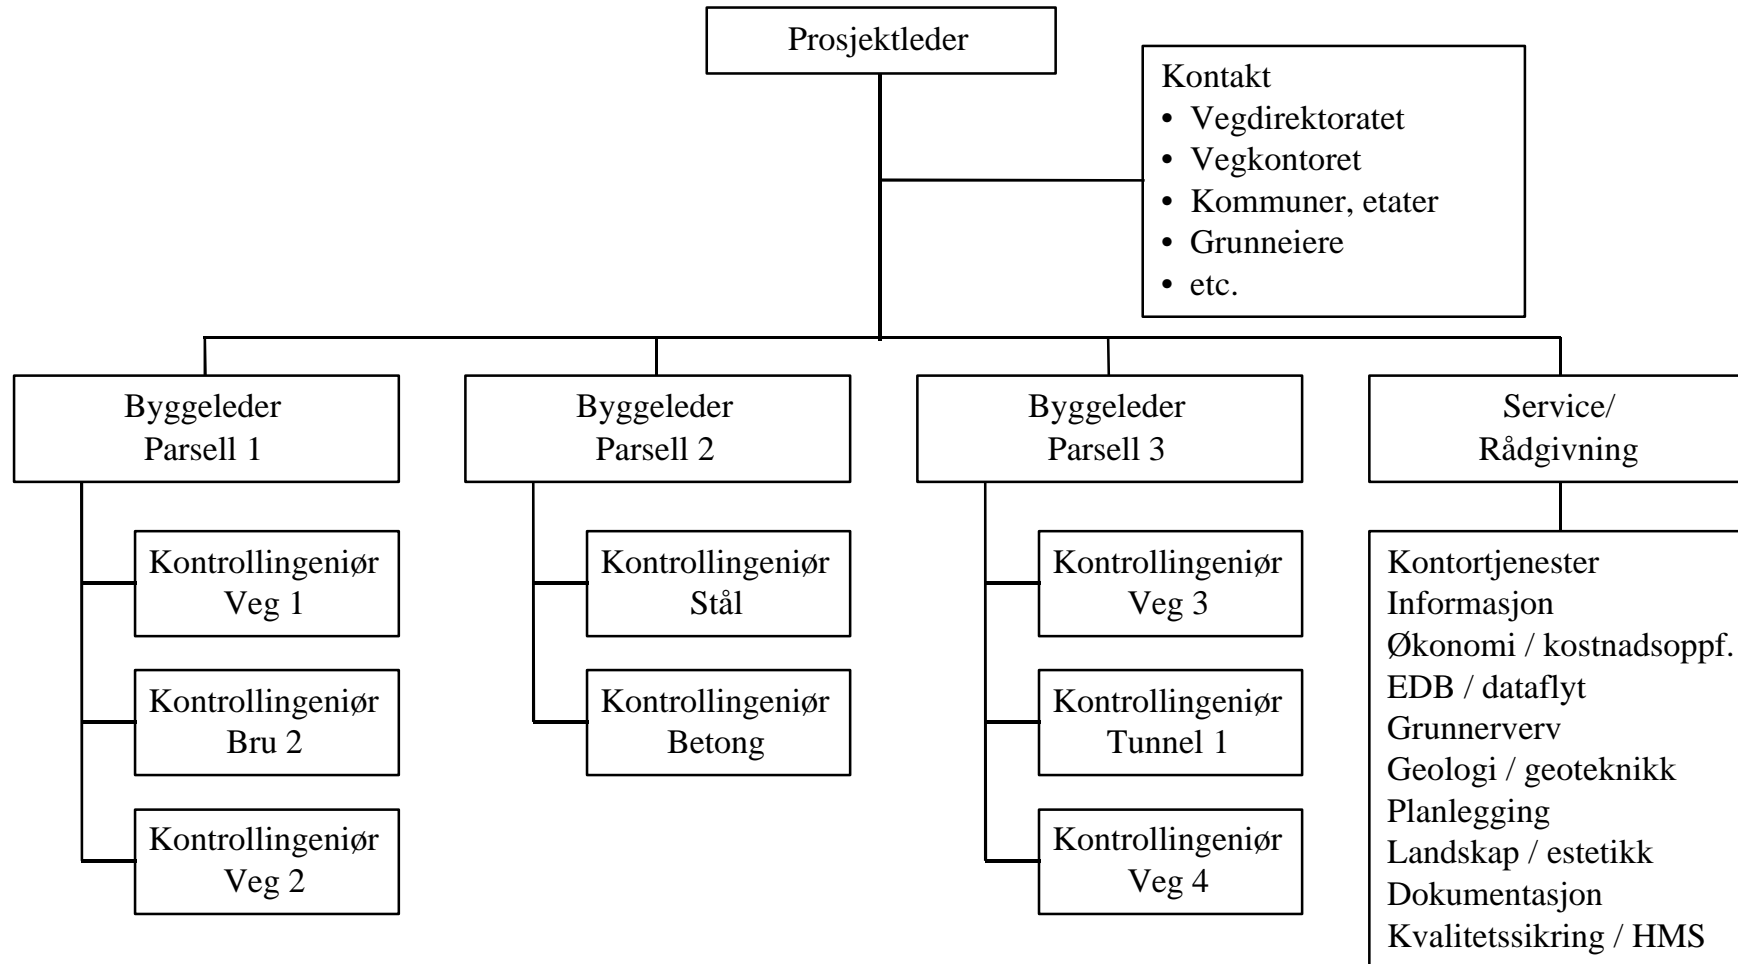 Prosjektleder
Kontakt
• Vegdirektoratet
• Vegkontoret
• Kommuner, etater
• Grunneiere
• etc.
Byggeleder
Parsell 1
Byggeleder
Parsell 2
Byggeleder
Parsell 3
Service/
Rådgivning
Kontrollingeniør
Veg 1
Kontrollingeniør
Bru 2
Kontrollingeniør
Veg 2
Kontrollingeniør
Stål
Kontrollingeniør
Betong
Kontrollingeniør
Veg 3
Kontrollingeniør
Tunnel 1
Kontrollingeniør
Veg 4
Kontortjenester
Informasjon
Økonomi / kostnadsoppf.
EDB / dataflyt
Grunnerverv
Geologi / geoteknikk
Planlegging
Landskap / estetikk
Dokumentasjon
Kvalitetssikring / HMS